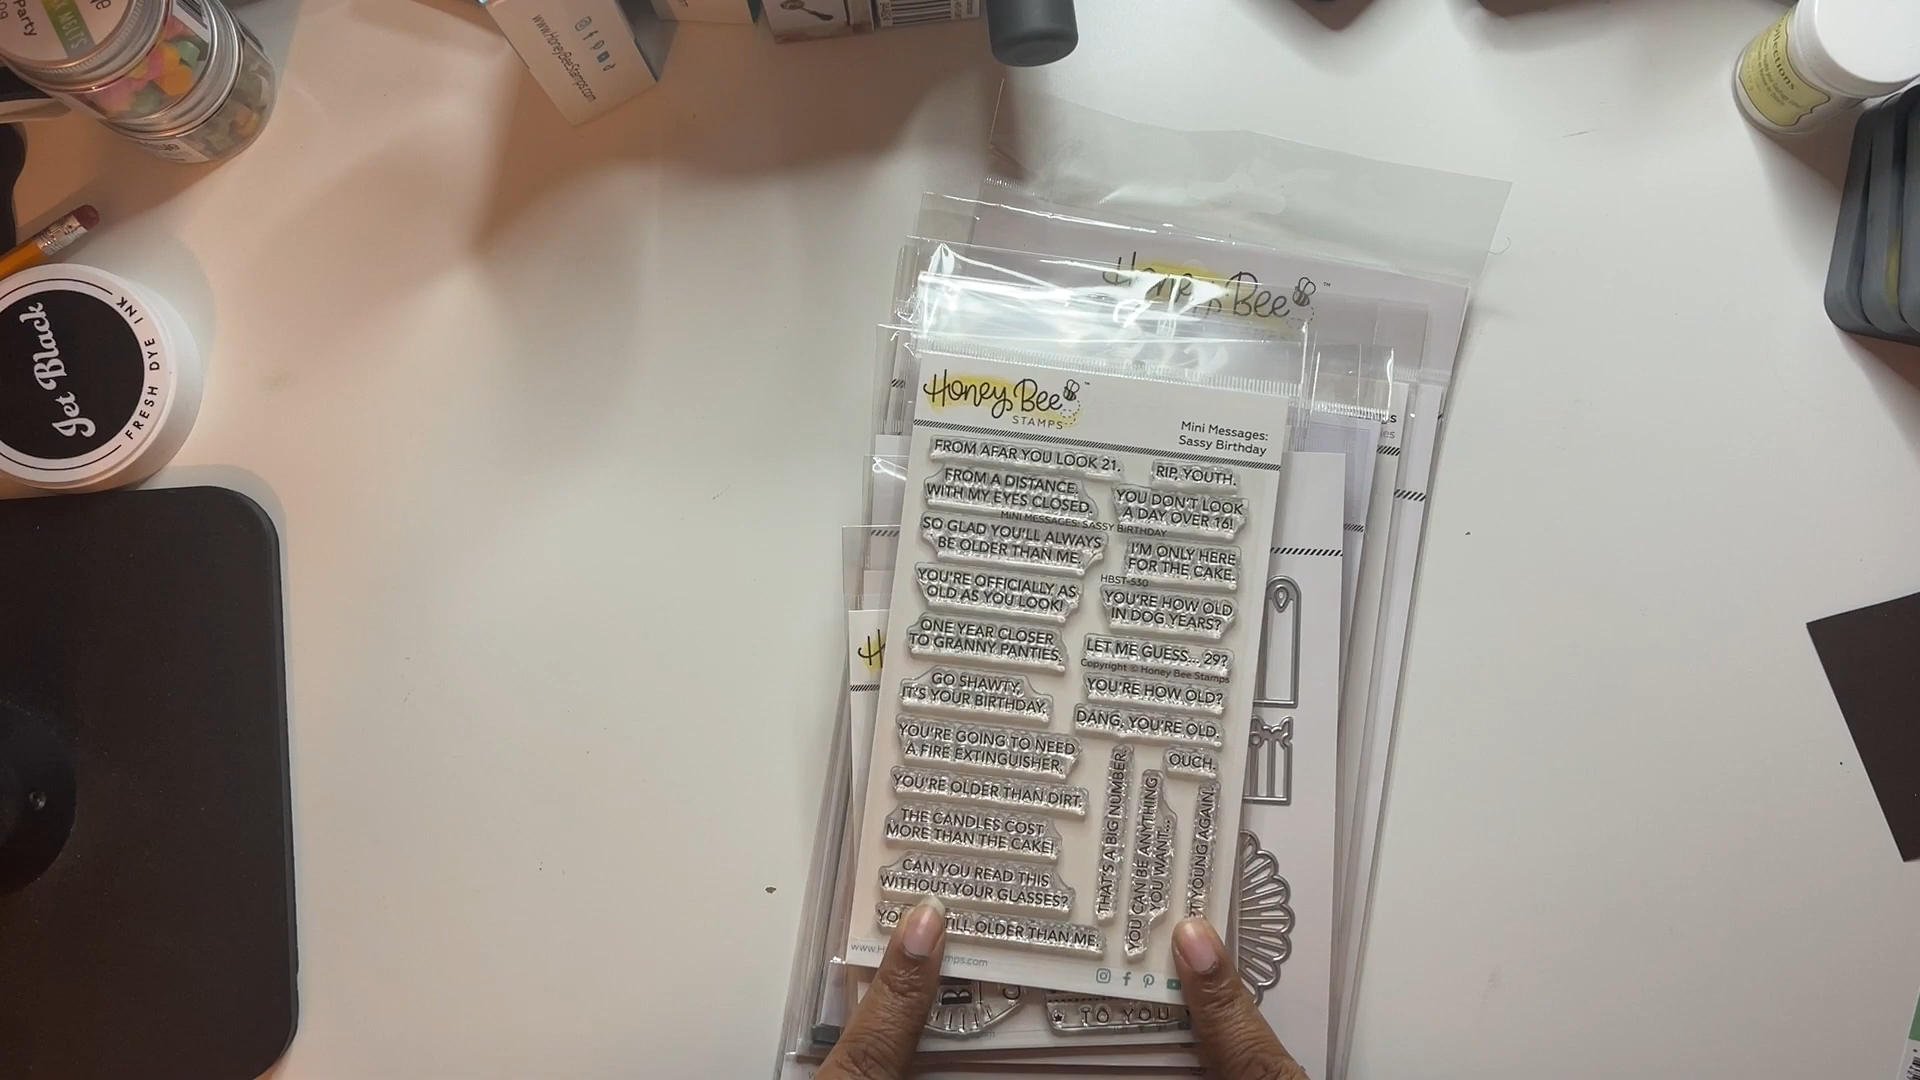 Party
MELTS
www.HoneyBeeStamps.com
Jet Black
FRESH DYE INK
Honey Bee
Honey Bee
STAMPS
Mini Messages:
Sassy Birthday
FROM AFAR YOU LOOK 21.
FROM A DISTANCE.
WITH MY EYES CLOSED.
MINI MESSAGES: SASSY BIRTHDAY
SO GLAD YOU'LL ALWAYS
BE OLDER THAN ME.
YOU'RE OFFICIALLY AS
OLD AS YOU LOOK!
ONE YEAR CLOSER
TO GRANNY PANTIES.
GO SHAWTY,
IT'S YOUR BIRTHDAY.
YOU'RE GOING TO NEED
A FIRE EXTINGUISHER.
YOU'RE OLDER THAN DIRT.
THE CANDLES COST
MORE THAN THE CAKE!
CAN YOU READ THIS
WITHOUT YOUR GLASSES?
OLDER THAN ME.
RIP, YOUTH.
YOU DON'T LOOK
A DAY OVER 16!
I'M ONLY HERE
FOR THE CAKE.
HBST-530
YOU'RE HOW OLD
IN DOG YEARS?
LET ME GUESS... 29?
Copyright © Honey Bee Stamps
YOU'RE HOW OLD?
DANG, YOU'RE OLD.
OUCH.
THAT'S A BIG NUMBER.
YOU CAN BE ANYTHING
YOU WANT...
YOUNG AGAIN.
TO YOU